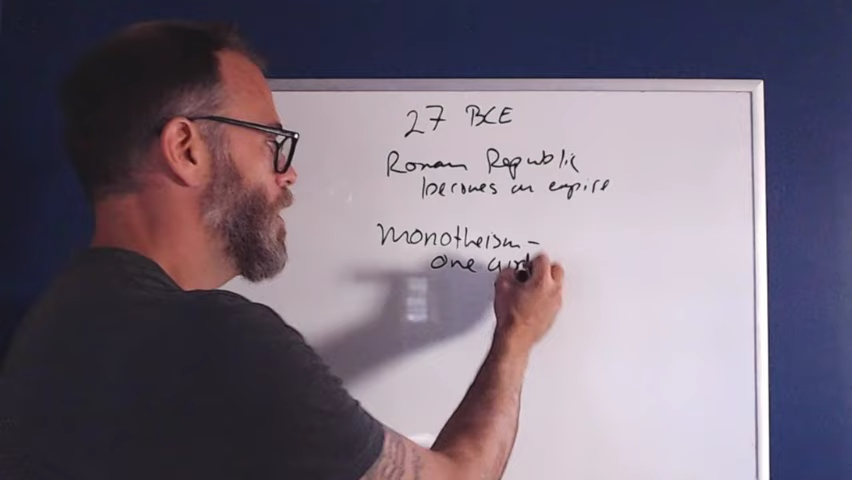 27 BCE
Roman Republic
becomes an empire
Monotheism -
one God